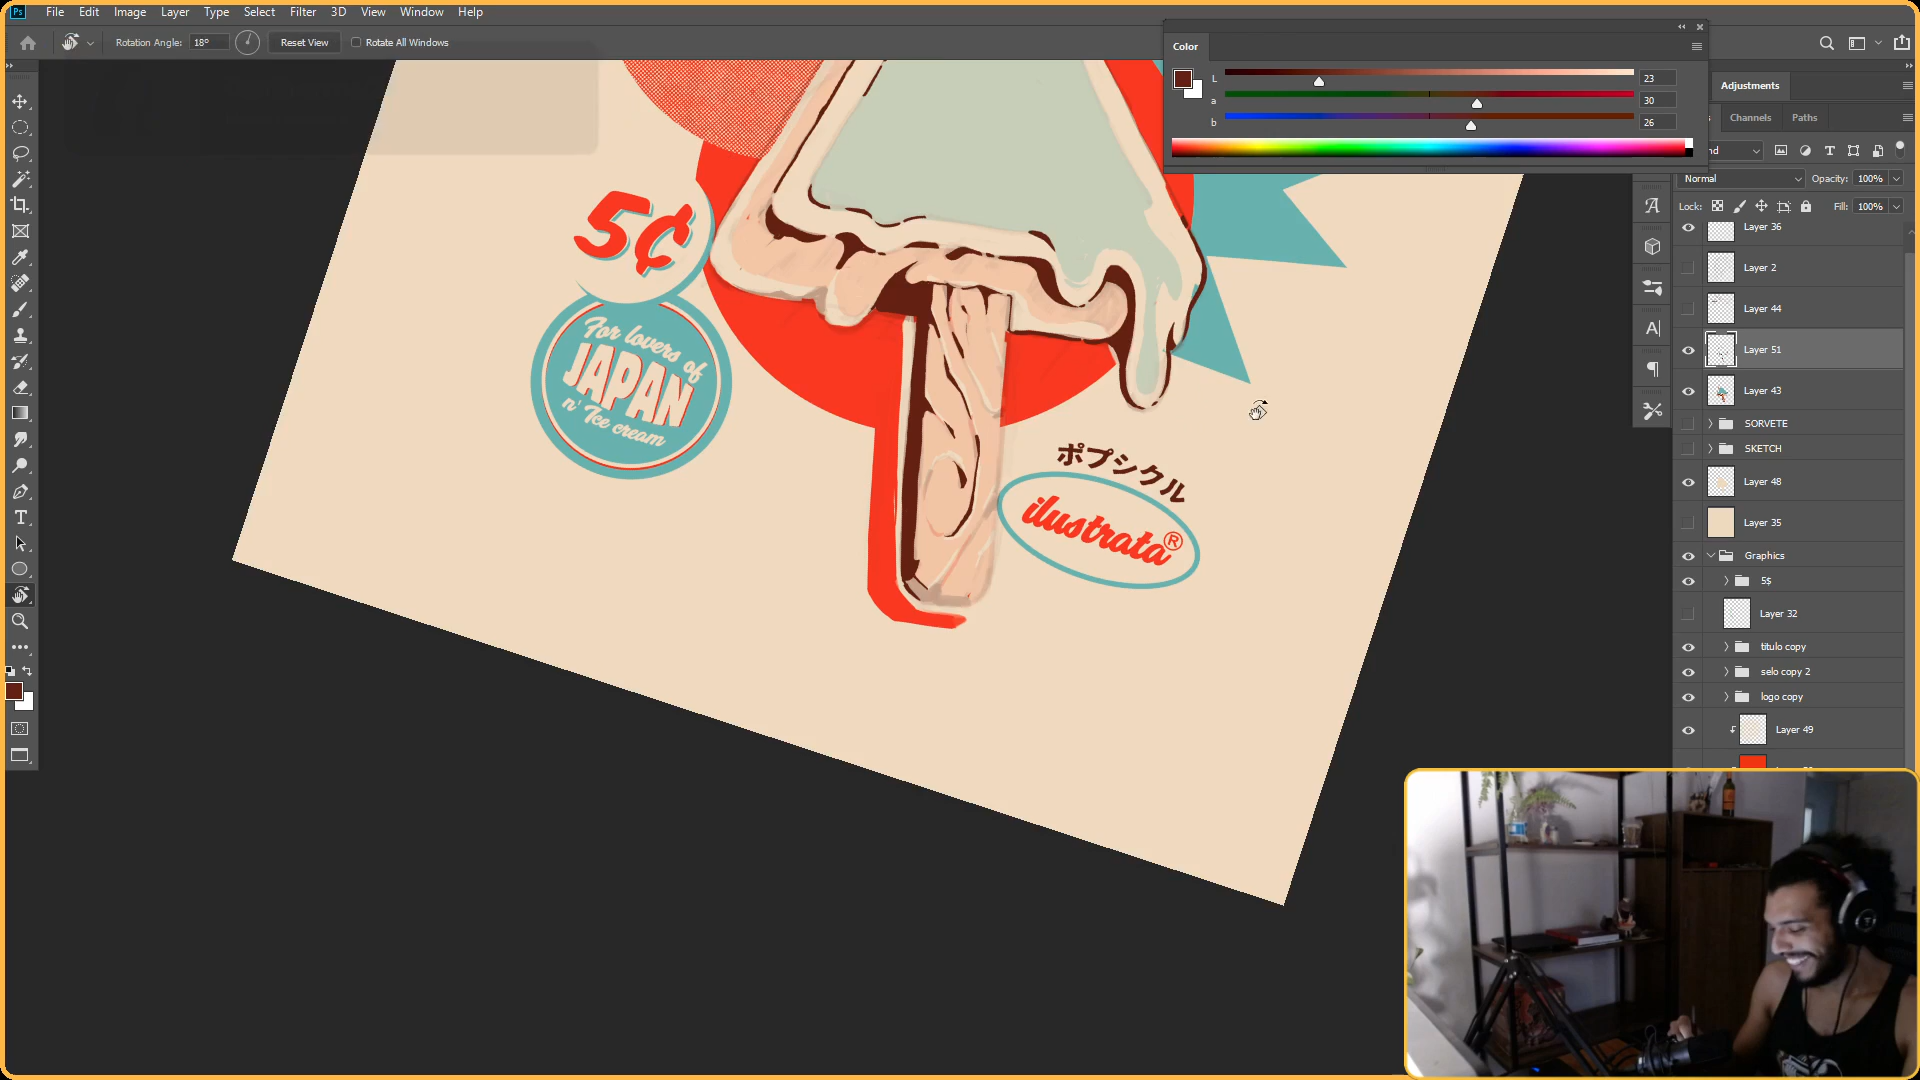 Ps File Edit Image Layer Type Select Filter 3D View Window Help
Rotation Angle: 18° Reset View Rotate All Windows
Color
L 23
a 30
b 26
Adjustments
Channels Paths
Normal Opacity: 100%
Lock: Fill: 100%
Layer 36
Layer 2
Layer 44
Layer 51
Layer 43
SORVETE
SKETCH
Layer 48
Layer 35
Graphics
5$
Layer 32
titulo copy
selo copy 2
logo copy
Layer 49
5¢
For lovers of
JAPAN
n' Ice cream
ポプシクル
ilustrata®